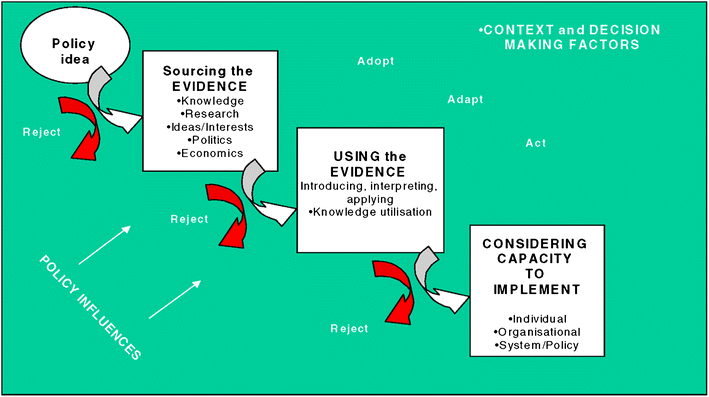 Policy
idea
•CONTEXT and DECISION
MAKING FACTORS
Adopt
Adapt
Act
Sourcing the
EVIDENCE
•Knowledge
•Research
•Ideas/Interests
•Politics
•Economics
Reject
USING the
EVIDENCE
Introducing, interpreting,
applying
•Knowledge utilisation
Reject
CONSIDERING
CAPACITY
TO
IMPLEMENT
•Individual
•Organisational
•System/Policy
Reject
POLICY INFLUENCES